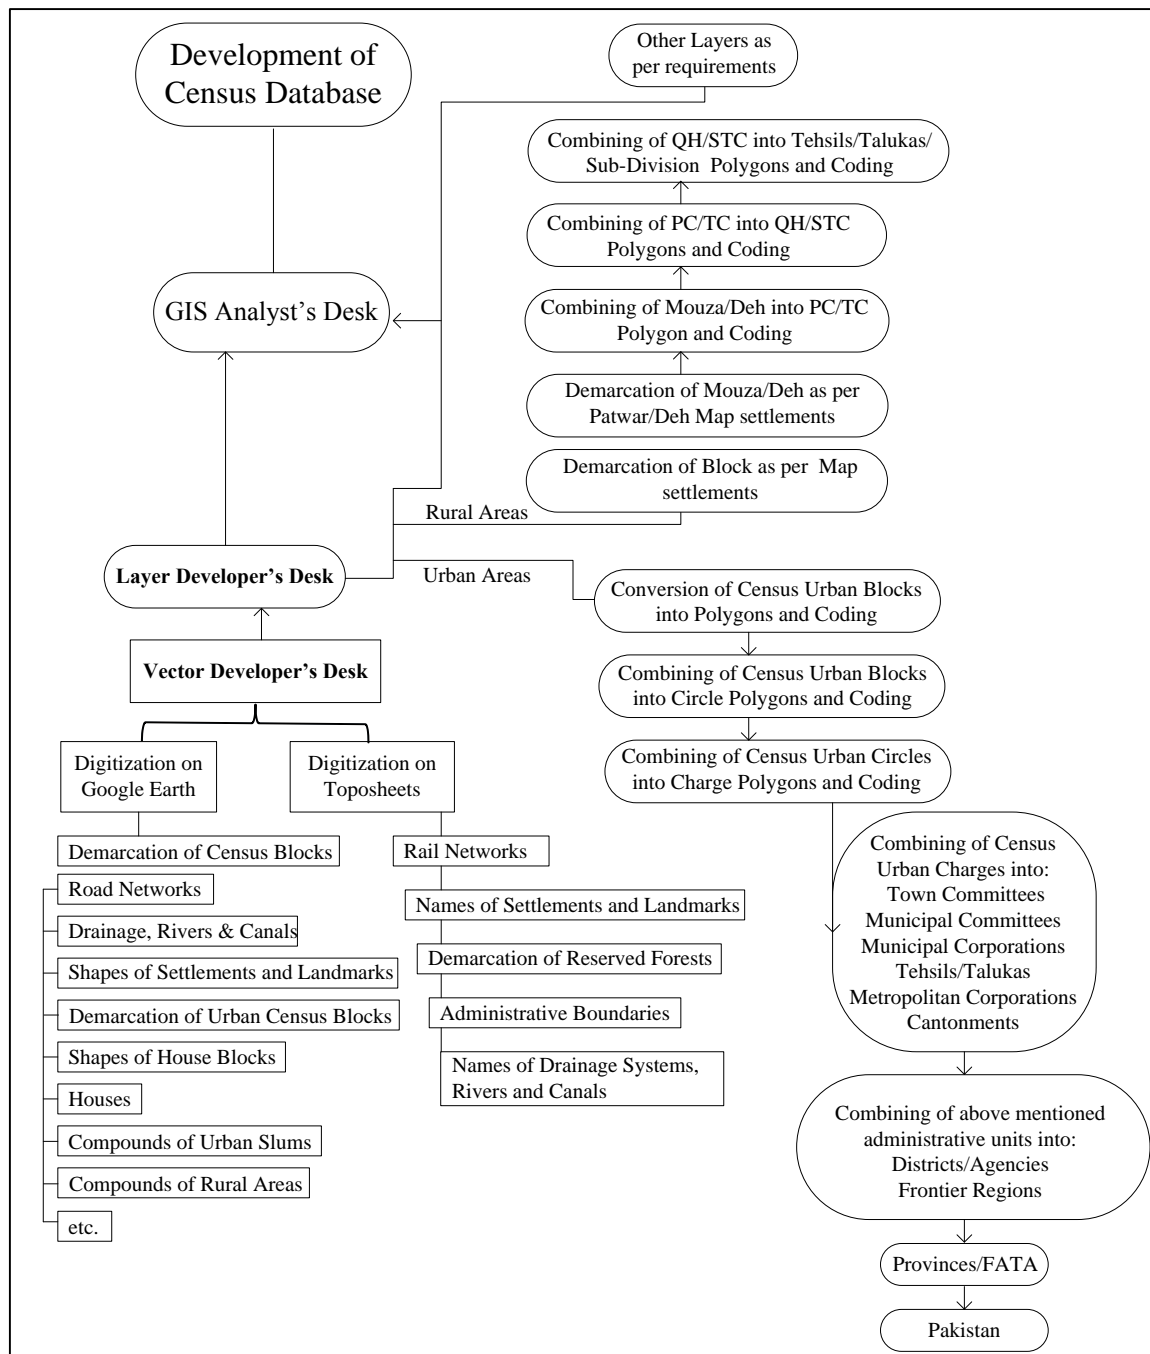 Development of
Census Database
Other Layers as
per requirements
Combining of QH/STC into Tehsils/Talukas/
Sub-Division Polygons and Coding
Combining of PC/TC into QH/STC
Polygons and Coding
GIS Analyst's Desk
Combining of Mouza/Deh into PC/TC
Polygon and Coding
Demarcation of Mouza/Deh as per
Patwar/Deh Map settlements
Demarcation of Block as per Map
settlements
Rural Areas
Layer Developer's Desk
Urban Areas
Conversion of Census Urban Blocks
into Polygons and Coding
Vector Developer's Desk
Combining of Census Urban Blocks
into Circle Polygons and Coding
Combining of Census Urban Circles
into Charge Polygons and Coding
Digitization on
Google Earth
Digitization on
Toposheets
Demarcation of Census Blocks
Road Networks
Drainage, Rivers & Canals
Shapes of Settlements and Landmarks
Demarcation of Urban Census Blocks
Shapes of House Blocks
Houses
Compounds of Urban Slums
Compounds of Rural Areas
etc.
Rail Networks
Names of Settlements and Landmarks
Demarcation of Reserved Forests
Administrative Boundaries
Names of Drainage Systems,
Rivers and Canals
Combining of Census
Urban Charges into:
Town Committees
Municipal Committees
Municipal Corporations
Tehsils/Talukas
Metropolitan Corporations
Cantonments
Combining of above mentioned
administrative units into:
Districts/Agencies
Frontier Regions
Provinces/FATA
Pakistan